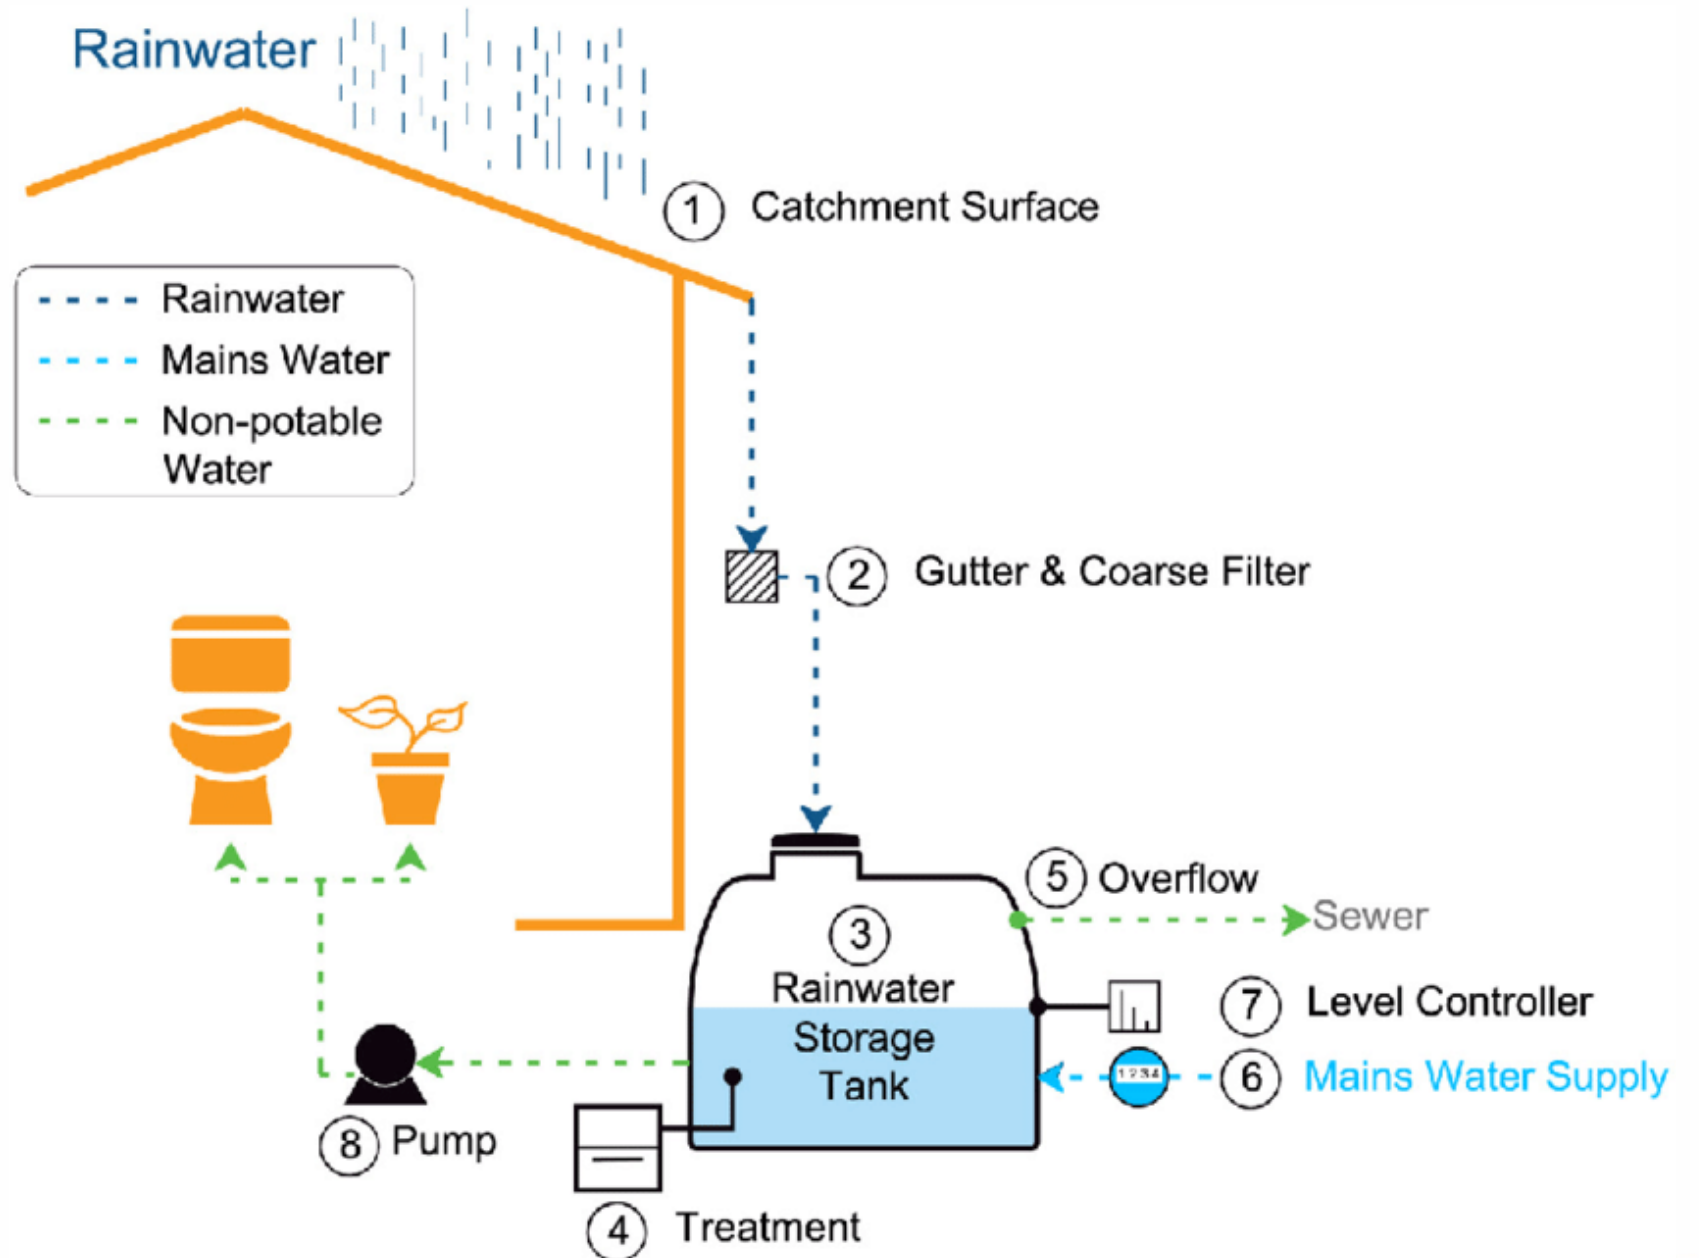 Rainwater
1 Catchment Surface
Rainwater
Mains Water
Non-potable
Water
2 Gutter & Coarse Filter
5 Overflow
Sewer
3
Rainwater
Storage
Tank
7 Level Controller
1234
6 Mains Water Supply
8 Pump
4 Treatment